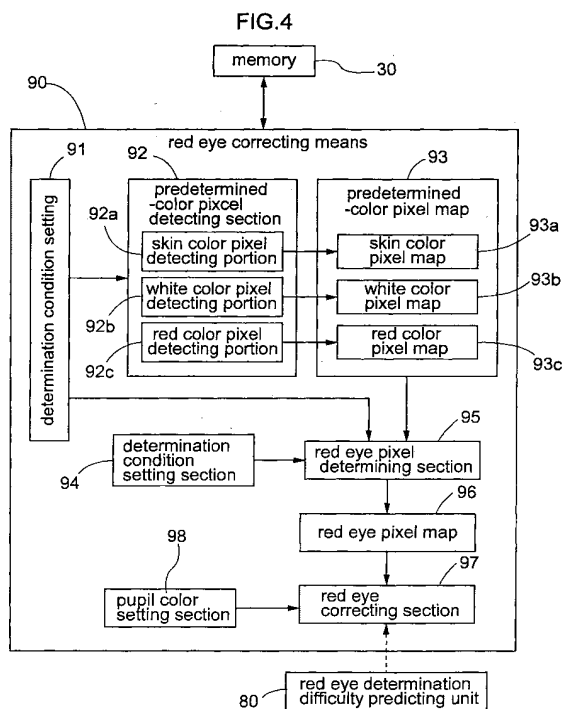 FIG.4
memory
30
90
red eye correcting means
91
determination condition setting
92
predetermined
-color pixcel
detecting section
92a
skin color pixel
detecting portion
92b
white color pixel
detecting portion
92c
red color pixel
detecting portion
93
predetermined
-color pixel map
skin color
pixel map
93a
white color
pixel map
93b
red color
pixel map
93c
95
determination
condition
setting section
94
red eye pixel
determining section
96
red eye pixel map
98
97
pupil color
setting section
red eye
correcting section
80
red eye determination
difficulty predicting unit